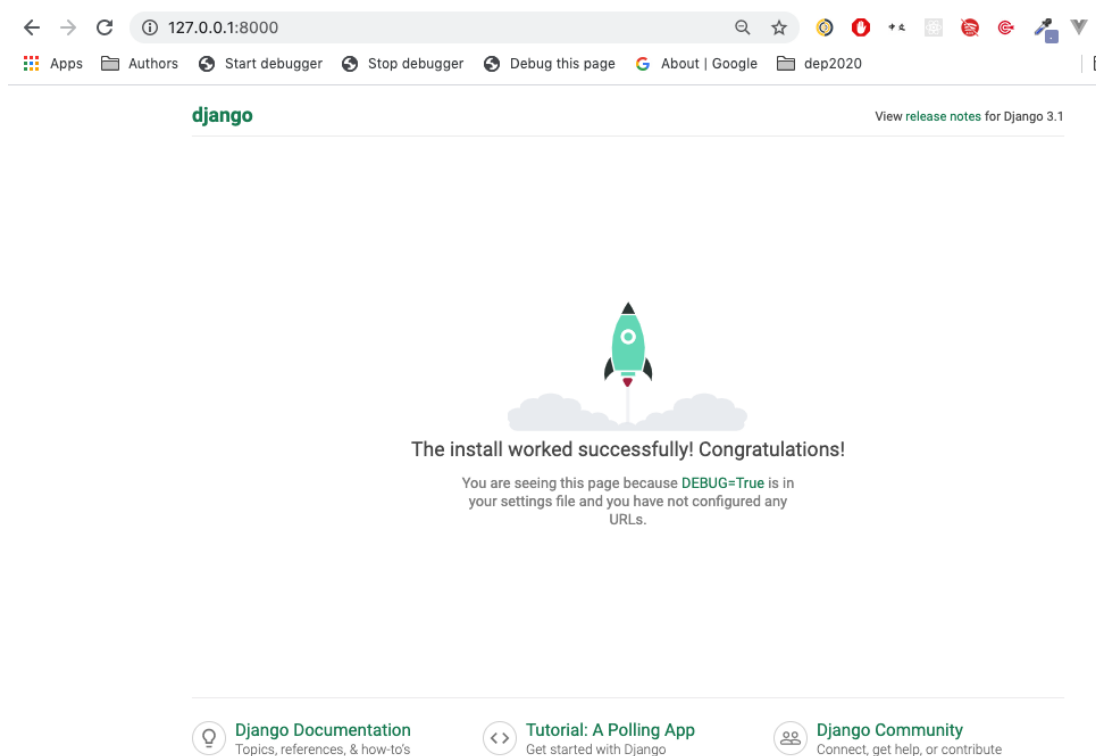 127.0.0.1:8000
Apps Authors Start debugger Stop debugger Debug this page About | Google dep2020
django View release notes for Django 3.1
The install worked successfully! Congratulations!
You are seeing this page because DEBUG=True is in
your settings file and you have not configured any
URLs.
Django Documentation
Topics, references, & how-to's
Tutorial: A Polling App
Get started with Django
Django Community
Connect, get help, or contribute